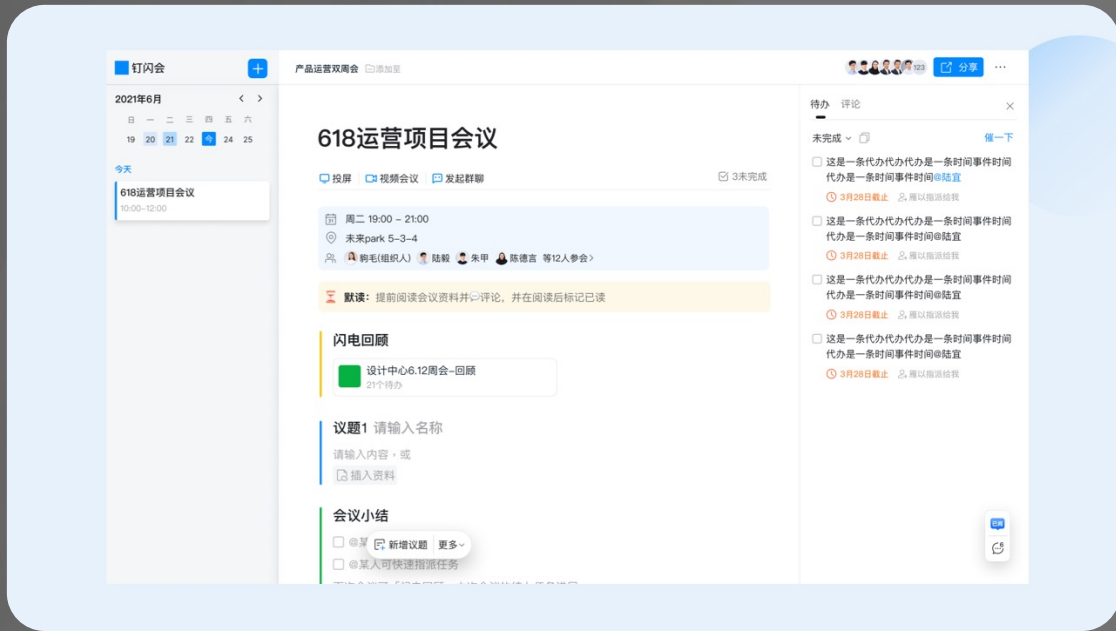 钉闪会
产品运营双周会 添加至
123 分享
2021年6月
日 一 二 三 四 五 六
19 20 21 22 今 24 25
今天
618运营项目会议
10:00-12:00
618运营项目会议
投屏 视频会议 发起群聊 3未完成
周二 19:00 – 21:00
未来park 5-3-4
驹毛(组织人) 陆毅 朱甲 陈德言 等12人参会>
默读：提前阅读会议资料并评论，并在阅读后标记已读
闪电回顾
设计中心6.12周会-回顾
21个待办
议题1 请输入名称
请输入内容，或
插入资料
会议小结
@某
新增议题 更多
@某人可快速指派任务
待办 评论
未完成 催一下
这是一条代办代办代办是一条时间事件时间
代办是一条时间事件时间@陆宜
3月28日截止 雁以指派给我
这是一条代办代办代办是一条时间事件时间
代办是一条时间事件时间@陆宜
3月28日截止 雁以指派给我
这是一条代办代办代办是一条时间事件时间
代办是一条时间事件时间@陆宜
3月28日截止 雁以指派给我
这是一条代办代办代办是一条时间事件时间
代办是一条时间事件时间@陆宜
3月28日截止 雁以指派给我